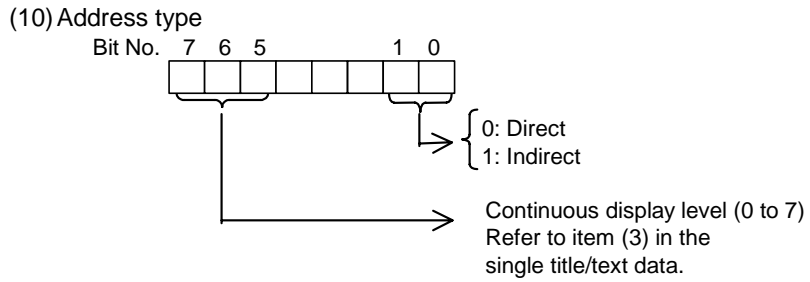 (10) Address type
Bit No. 7 6 5 1 0
0: Direct
1: Indirect
Continuous display level (0 to 7)
Refer to item (3) in the
single title/text data.